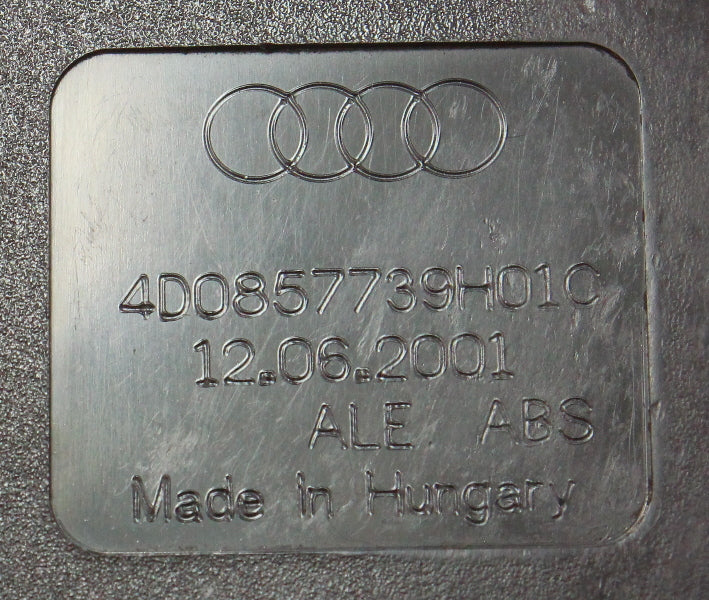 4D0857739H01C
12.06.2001
ALE. ABS
Made In Hungary